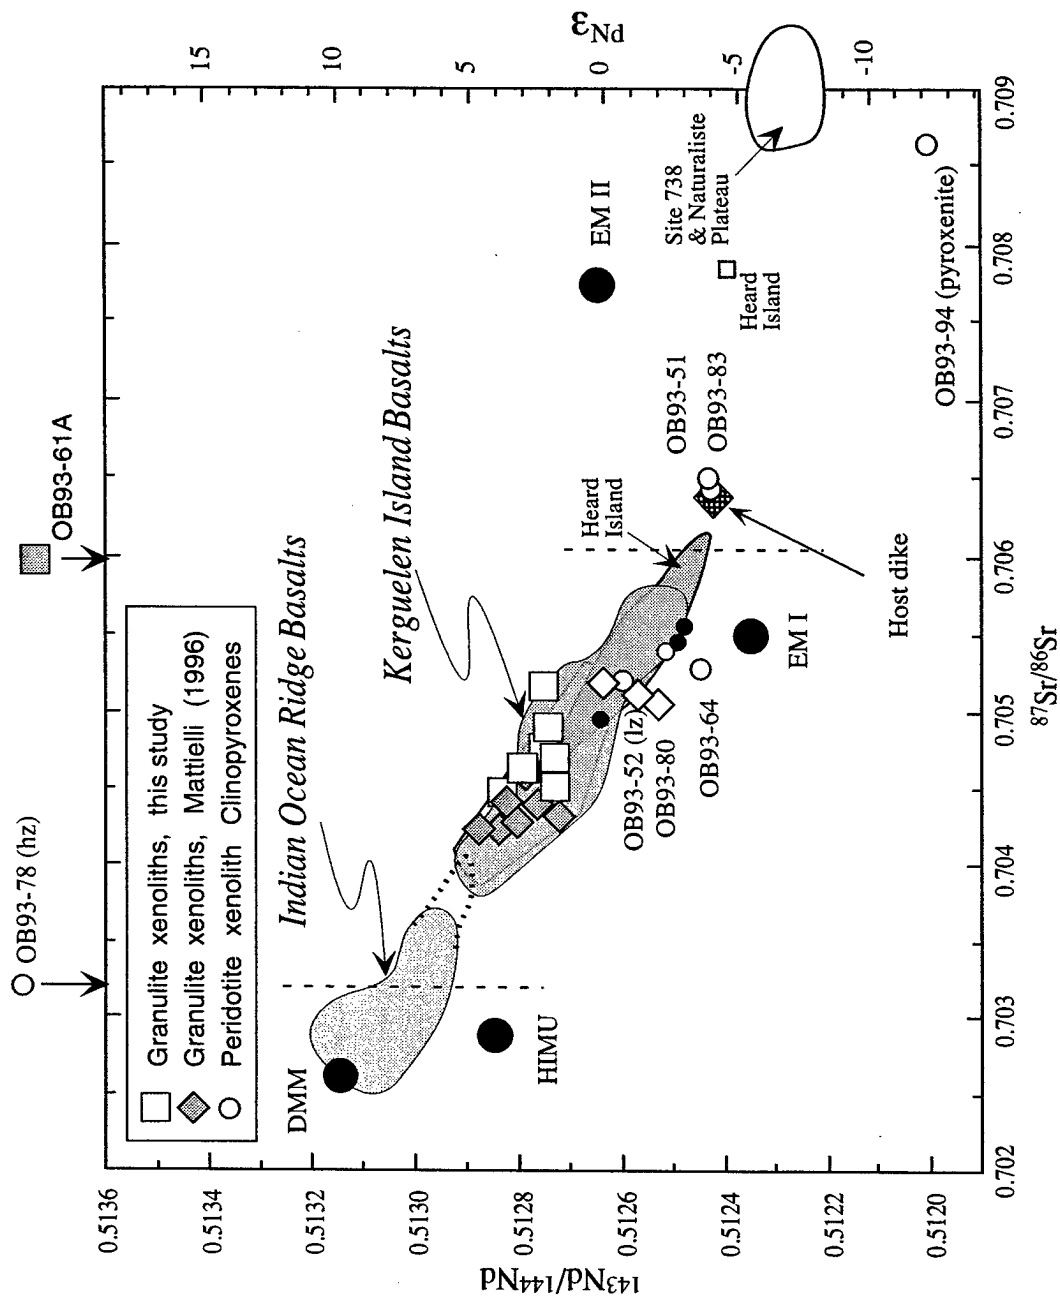 OB93-78 (hz)
OB93-61A
Granulite xenoliths, this study
Granulite xenoliths, Mattielli (1996)
Peridotite xenolith Clinopyroxenes
DMM
HIMU
Indian Ocean Ridge Basalts
Kerguelen Island Basalts
EM II
Heard
Island
Site 738
& Naturaliste
Plateau
Heard
Island
OB93-51
OB93-83
OB93-52 (lz)
OB93-80
OB93-64
EM I
Host dike
OB93-94 (pyroxenite)
0.5136
0.5134
0.5132
0.5130
0.5128
0.5126
0.5124
0.5122
0.5120
¹⁴³Nd/¹⁴⁴Nd
15
10
5
0
-5
-10
εNd
0.702
0.703
0.704
0.705
0.706
0.707
0.708
0.709
⁸⁷Sr/⁸⁶Sr